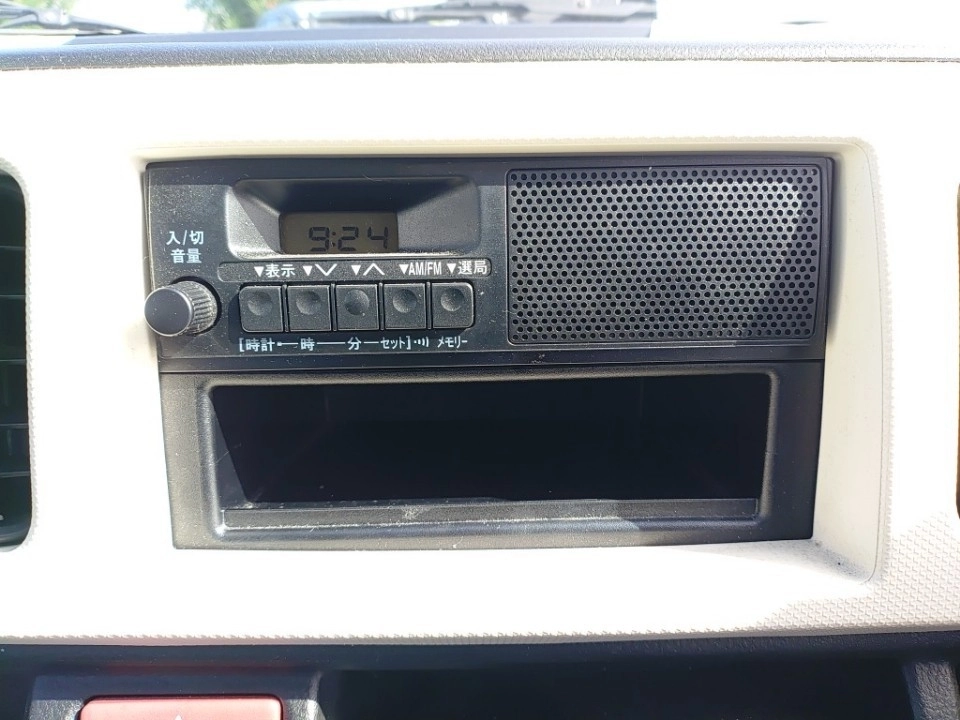 9:24
入/切
音量
▼表示 ▼∨ ▼∧ ▼AM/FM ▼選局
[時計•—時——分—セット]•))) メモリー